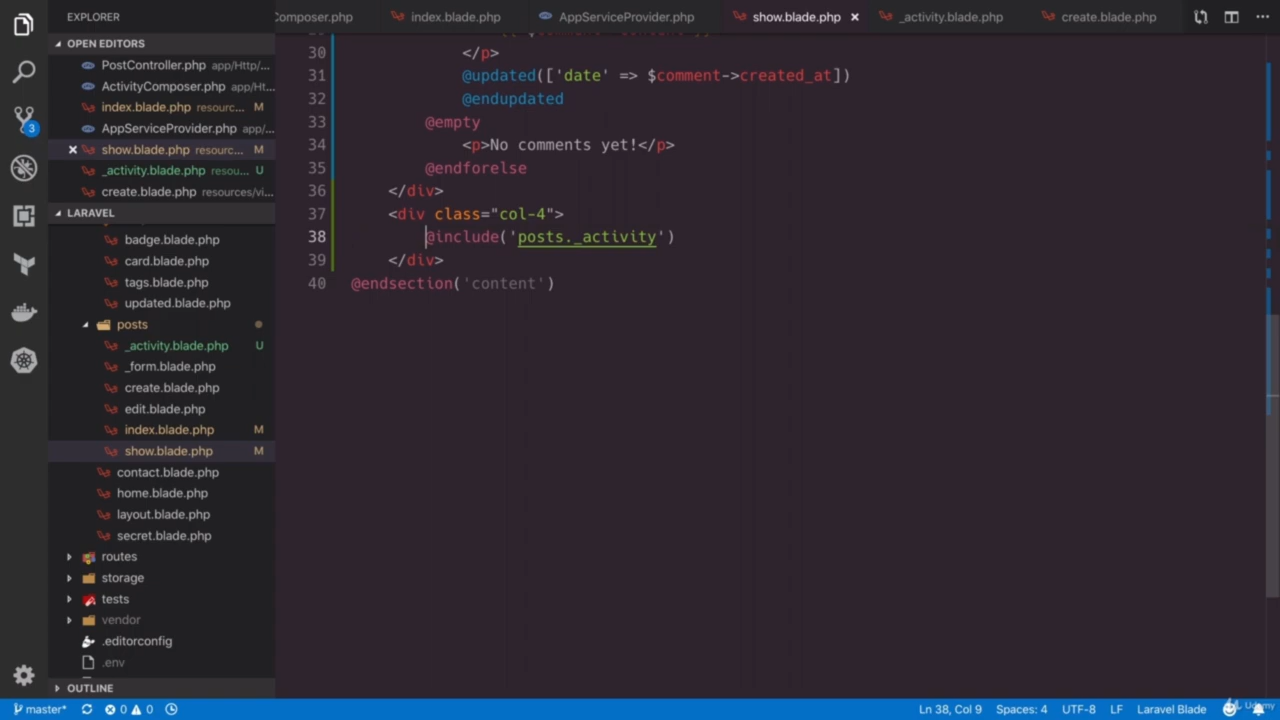 EXPLORER
Composer.php
index.blade.php
AppServiceProvider.php
show.blade.php
_activity.blade.php
create.blade.php
OPEN EDITORS
PostController.php app/Http/...
ActivityComposer.php app/Ht...
index.blade.php resourc... M
AppServiceProvider.php app/...
show.blade.php resourc... M
_activity.blade.php resou... U
create.blade.php resources/vi...
LARAVEL
badge.blade.php
card.blade.php
tags.blade.php
updated.blade.php
posts
_activity.blade.php U
_form.blade.php
create.blade.php
edit.blade.php
index.blade.php M
show.blade.php M
contact.blade.php
home.blade.php
layout.blade.php
secret.blade.php
routes
storage
tests
vendor
.editorconfig
.env
OUTLINE
30 </p>
31 @updated(['date' => $comment->created_at])
32 @endupdated
33 @empty
34 <p>No comments yet!</p>
35 @endforelse
36 </div>
37 <div class="col-4">
38 @include('posts._activity')
39 </div>
40 @endsection('content')
3
master* 0 0
Ln 38, Col 9 Spaces: 4 UTF-8 LF Laravel Blade
Udemy